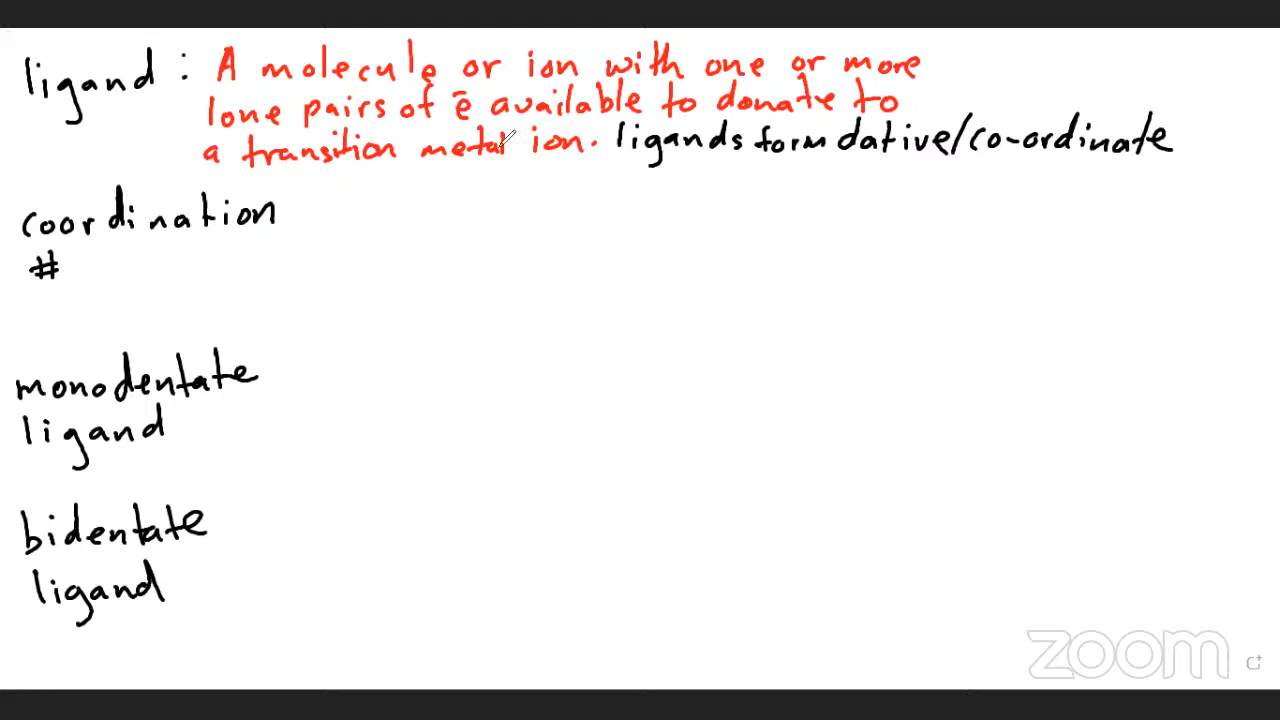 ligand : A molecule or ion with one or more
lone pairs of ē available to donate to
a transition metal ion. ligands form dative/co-ordinate
coordination
#
monodentate
ligand
bidentate
ligand
zoom